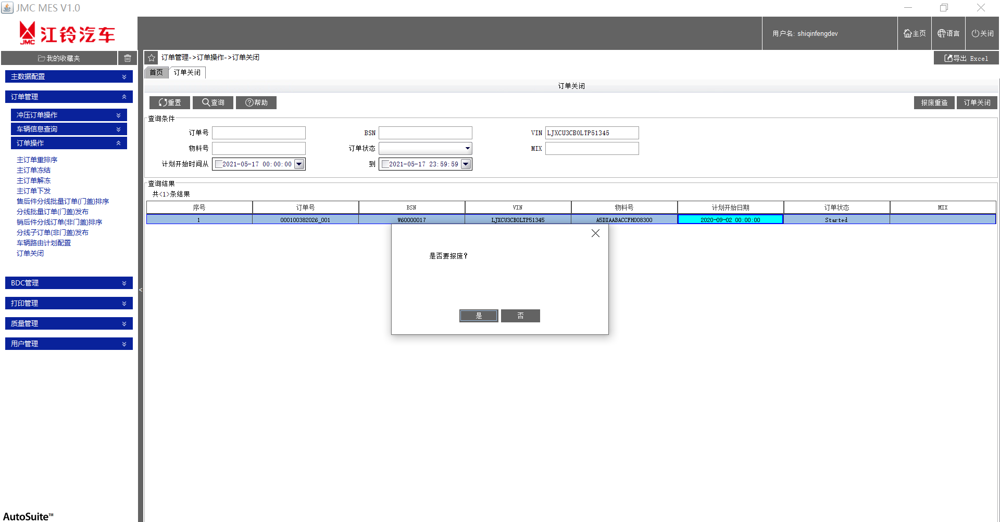 JMC MES V1.0
JMC 江铃汽车
用户名: shiqinfengdev
主页
语言
关闭
我的收藏夹
订单管理->订单操作->订单关闭
导出 Excel
首页
订单关闭
主数据配置
订单管理
冲压订单操作
车辆信息查询
订单操作
主订单重排序
主订单冻结
主订单解冻
主订单下发
售后件分线批量订单(门盖)排序
分线批量订单(门盖)发布
销后件分线订单(非门盖)排序
分线子订单(非门盖)发布
车辆路由计划配置
订单关闭
BDC管理
打印管理
质量管理
用户管理
AutoSuite™
<
订单关闭
重置
查询
帮助
报废重造
订单关闭
查询条件
订单号
BSN
VIN LJXCU3CB0LTP51345
物料号
订单状态
MIX
计划开始时间从 2021-05-17 00:00:00
到 2021-05-17 23:59:59
查询结果
共<1>条结果
序号 订单号 BSN VIN 物料号 计划开始日期 订单状态 MIX
1 000100382026_001 W60000017 LJXCU3CB0LTP51345 A5DXAABACCFH008300 2020-09-02 00:00:00 Started
是否要报废?
是
否